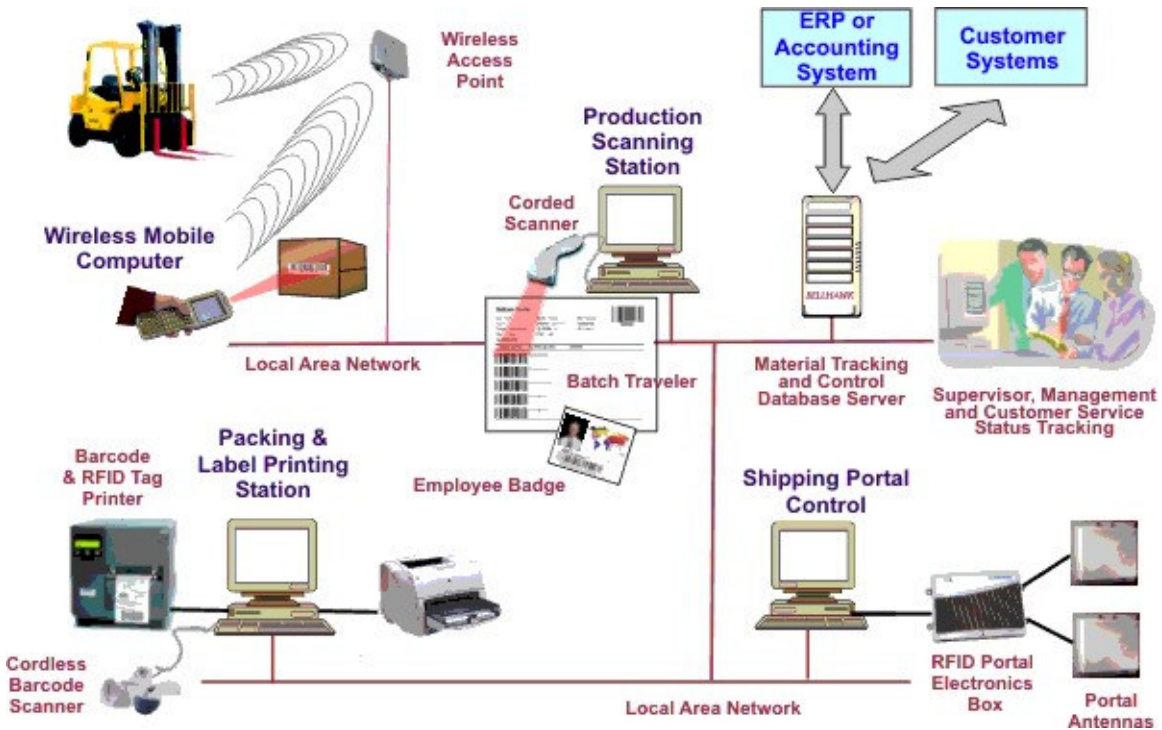 Wireless
Access
Point
ERP or
Accounting
System
Customer
Systems
Production
Scanning
Station
Corded
Scanner
Wireless Mobile
Computer
BELLHAWK
Local Area Network
Batch Traveler
Material Tracking
and Control
Database Server
Supervisor, Management
and Customer Service
Status Tracking
Barcode
& RFID Tag
Printer
Packing &
Label Printing
Station
Employee Badge
Shipping Portal
Control
Cordless
Barcode
Scanner
RFID Portal
Electronics
Box
Portal
Antennas
Local Area Network